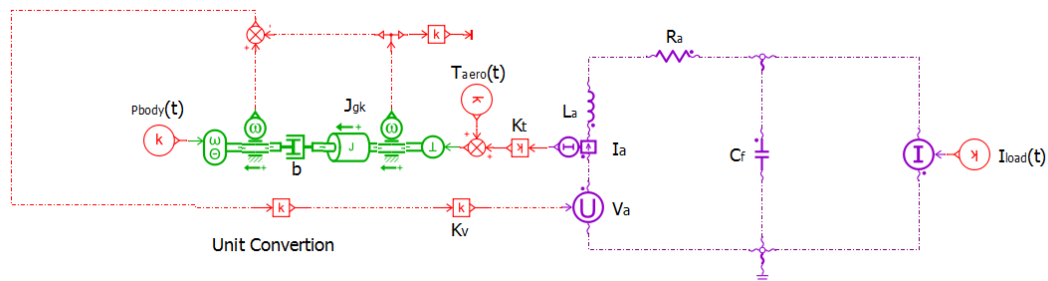 Ra
Taero(t)
Pbody(t)
k
Jgk
k
La
ω
ω
Kt
k
ω
Θ
J
T
k
I
Ia
Cf
I
k
Iload(t)
b
k
k
U
Va
Kv
Unit Convertion